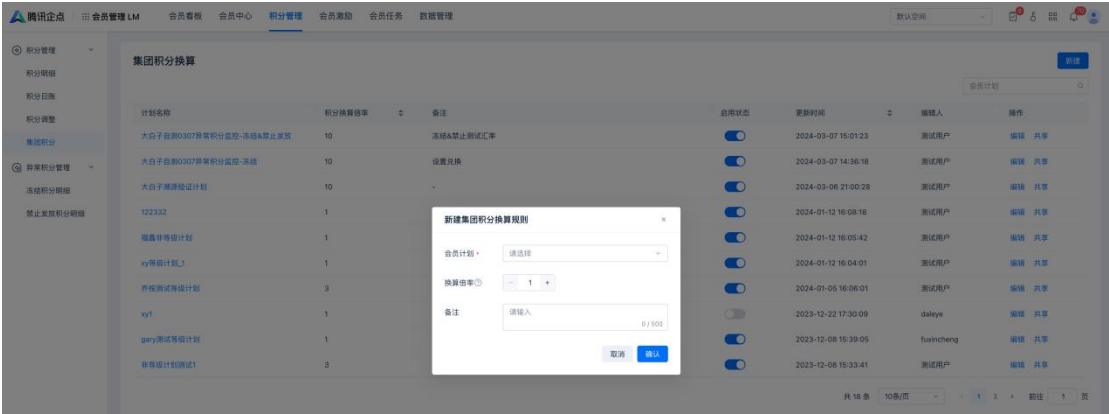 腾讯企点 会员管理 LM 会员看板 会员中心 积分管理 会员激励 会员任务 数据管理 默认空间
积分管理
积分明细
积分日账
积分调整
集团积分
异常积分管理
冻结积分明细
禁止发放积分明细
集团积分换算 新建
会员计划
计划名称 积分换算倍率 备注 启用状态 更新时间 编辑人 操作
大白子自测0307异常积分监控-冻结&禁止发放 10 冻结&禁止测试汇率 2024-03-07 15:01:23 测试用户 编辑 共享
大白子自测0307异常积分监控-冻结 10 设置兑换 2024-03-07 14:36:18 测试用户 编辑 共享
大白子溯源验证计划 10 - 2024-03-06 21:00:28 测试用户 编辑 共享
122332 1 2024-01-12 16:08:16 测试用户 编辑 共享
福鑫非等级计划 1 2024-01-12 16:05:42 测试用户 编辑 共享
xy等级计划_1 1 2024-01-12 16:04:01 测试用户 编辑 共享
乔桉测试等级计划 3 2024-01-05 16:06:01 测试用户 编辑 共享
xy1 1 2023-12-22 17:30:09 daleye 编辑 共享
gary测试等级计划 1 2023-12-08 15:39:05 fuxincheng 编辑 共享
非等级计划测试1 3 2023-12-08 15:33:41 测试用户 编辑 共享
共 18 条 10条/页 1 2 前往 1 页
新建集团积分换算规则
会员计划 * 请选择
换算倍率 - 1 +
备注 请输入
0 / 500
取消 确认